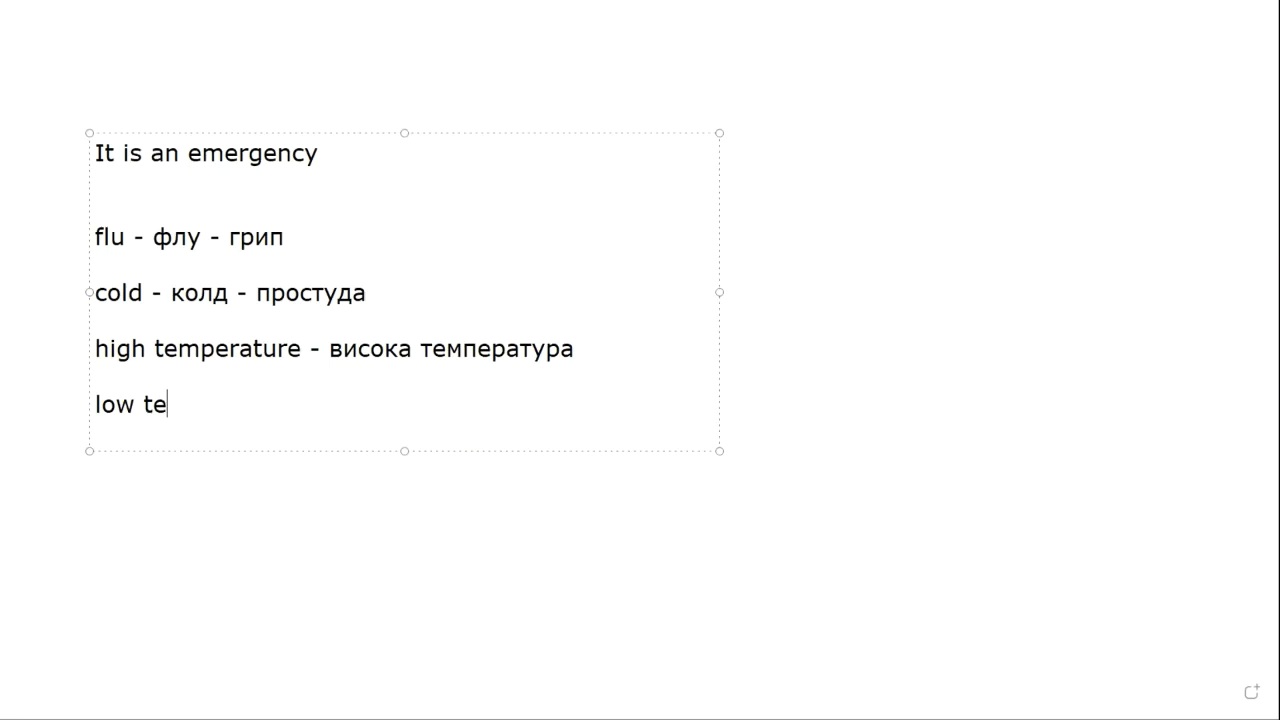 It is an emergency
flu - флу - грип
cold - колд - простуда
high temperature - висока температура
low te